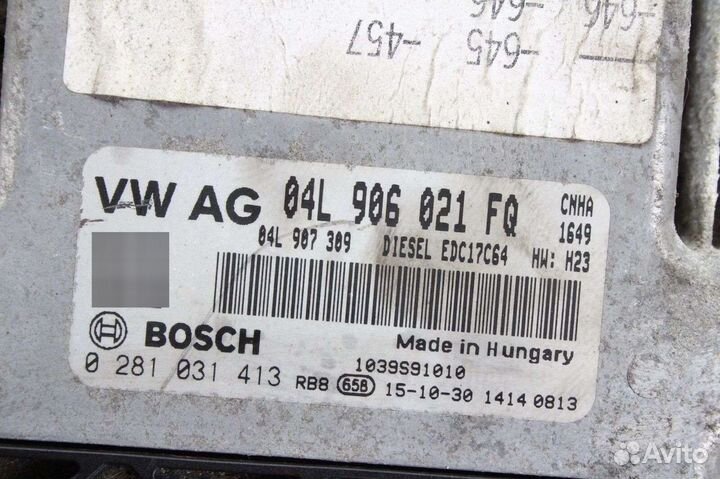 -646
-646
-645
-457
VW AG 04L 906 021 FQ CNHA
1649
04L 907 309 DIESEL EDC17C64 HW: H23
BOSCH Made in Hungary
1039S91010
0 281 031 413 RB8 658 15-10-30 1414 0813
Avito